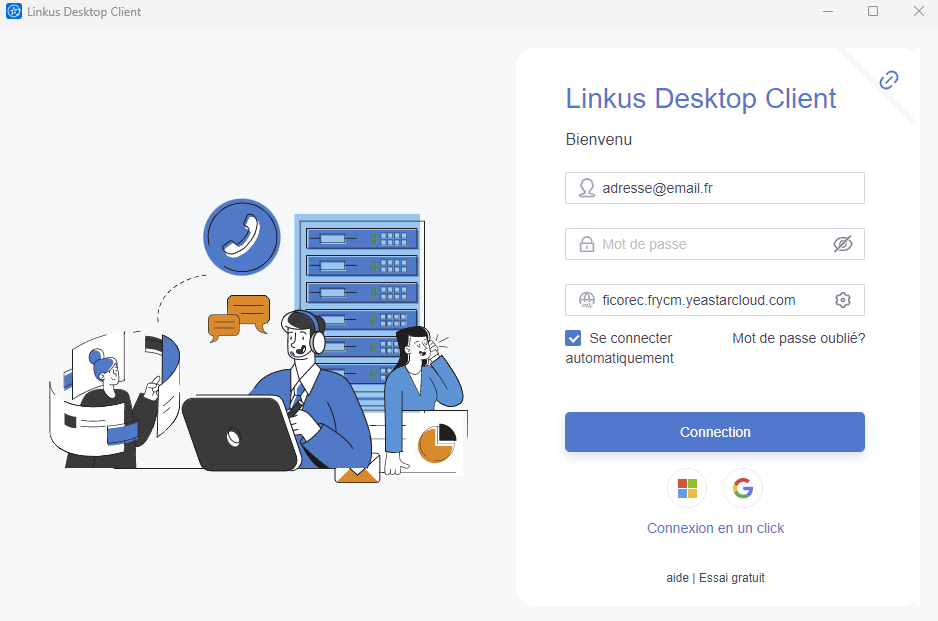 Linkus Desktop Client
Linkus Desktop Client
Bienvenu
adresse@email.fr
Mot de passe
ficorec.frycm.yeastarcloud.com
Se connecter automatiquement
Mot de passe oublié?
Connection
Connexion en un click
aide | Essai gratuit